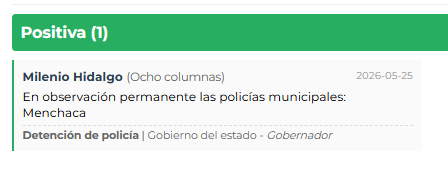 Positiva (1)
Milenio Hidalgo (Ocho columnas) 2026-05-25
En observación permanente las policías municipales:
Menchaca
Detención de policía | Gobierno del estado - Gobernador